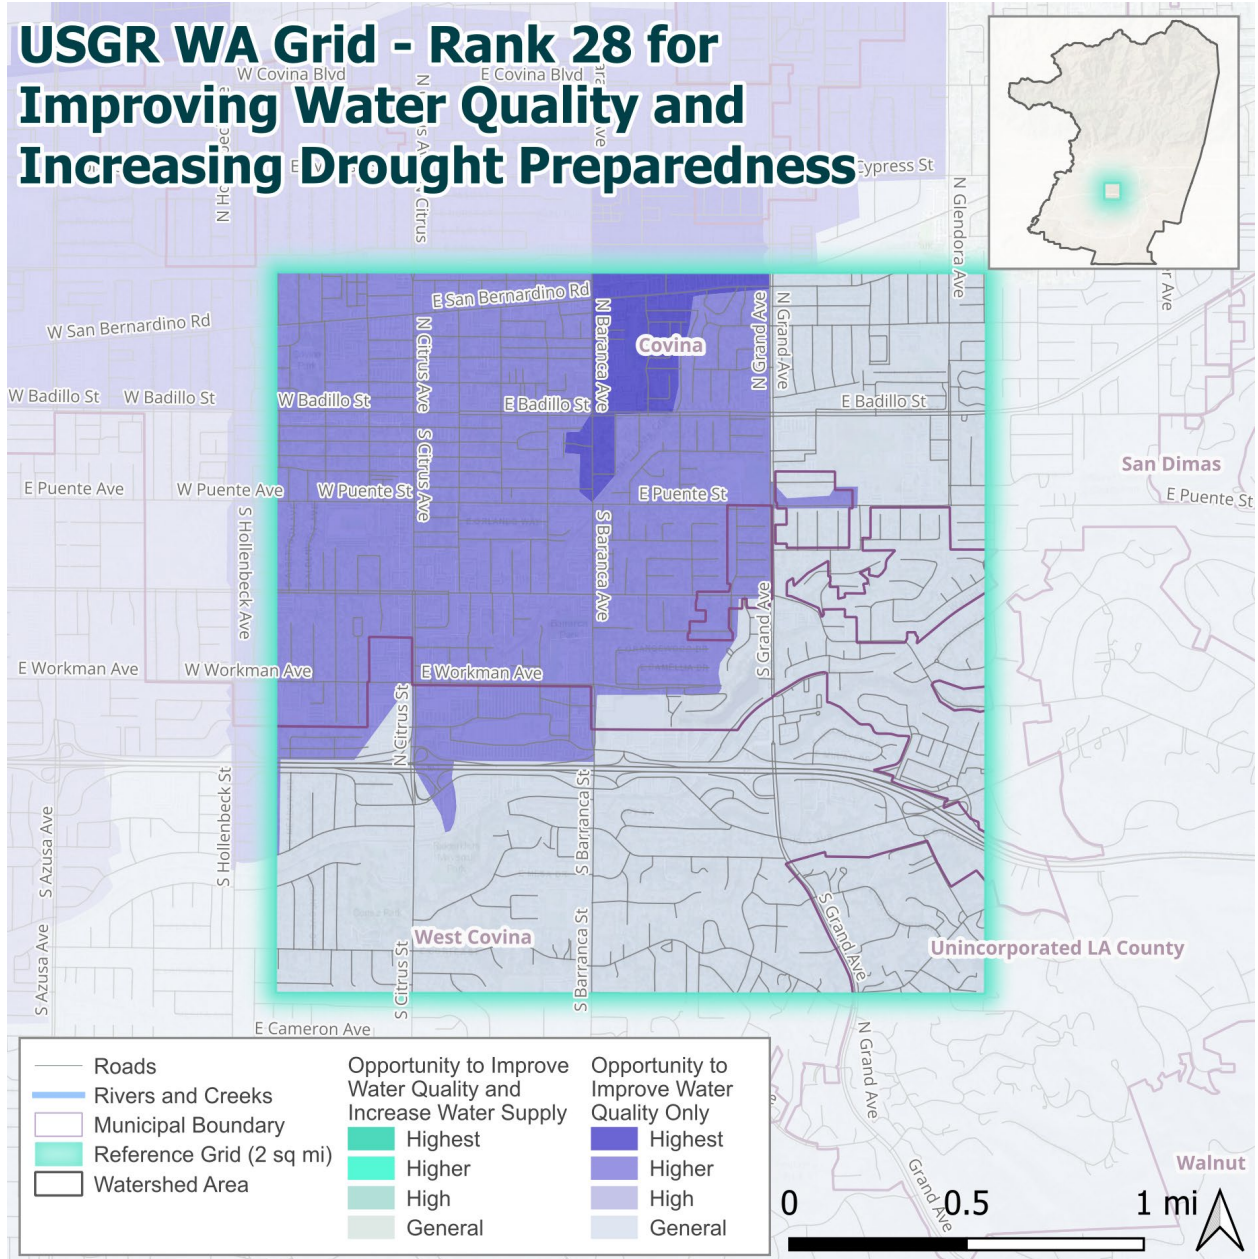 USGR WA Grid - Rank 28 for
Improving Water Quality and
Increasing Drought Preparedness
W Covina Blvd
E Covina Blvd
Cypress St
N Citrus
N Glendora Ave
E San Bernardino Rd
W San Bernardino Rd
N Citrus Ave
N Baranca Ave
Covina
N Grand Ave
N Grand Ave
W Badillo St
W Badillo St
W Badillo St
E Badillo St
E Badillo St
S Citrus Ave
San Dimas
E Puente Ave
W Puente Ave
W Puente St
E Puente St
E Puente St
S Hollenbeck Ave
S Baranca Ave
S Grand Ave
E Workman Ave
W Workman Ave
E Workman Ave
N Citrus St
S Hollenbeck St
S Azusa Ave
S Barranca St
S Azusa Ave
West Covina
S Citrus St
S Barranca St
S Grand Ave
Unincorporated LA County
E Cameron Ave
N Grand Ave
Grand Ave
Walnut
Roads
Rivers and Creeks
Municipal Boundary
Reference Grid (2 sq mi)
Watershed Area
Opportunity to Improve
Water Quality and
Increase Water Supply
Highest
Higher
High
General
Opportunity to
Improve Water
Quality Only
Highest
Higher
High
General
0 0.5 1 mi